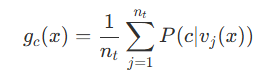 g_c(x) = \frac{1}{n_t} \sum_{j=1}^{n_t} P(c|v_j(x))